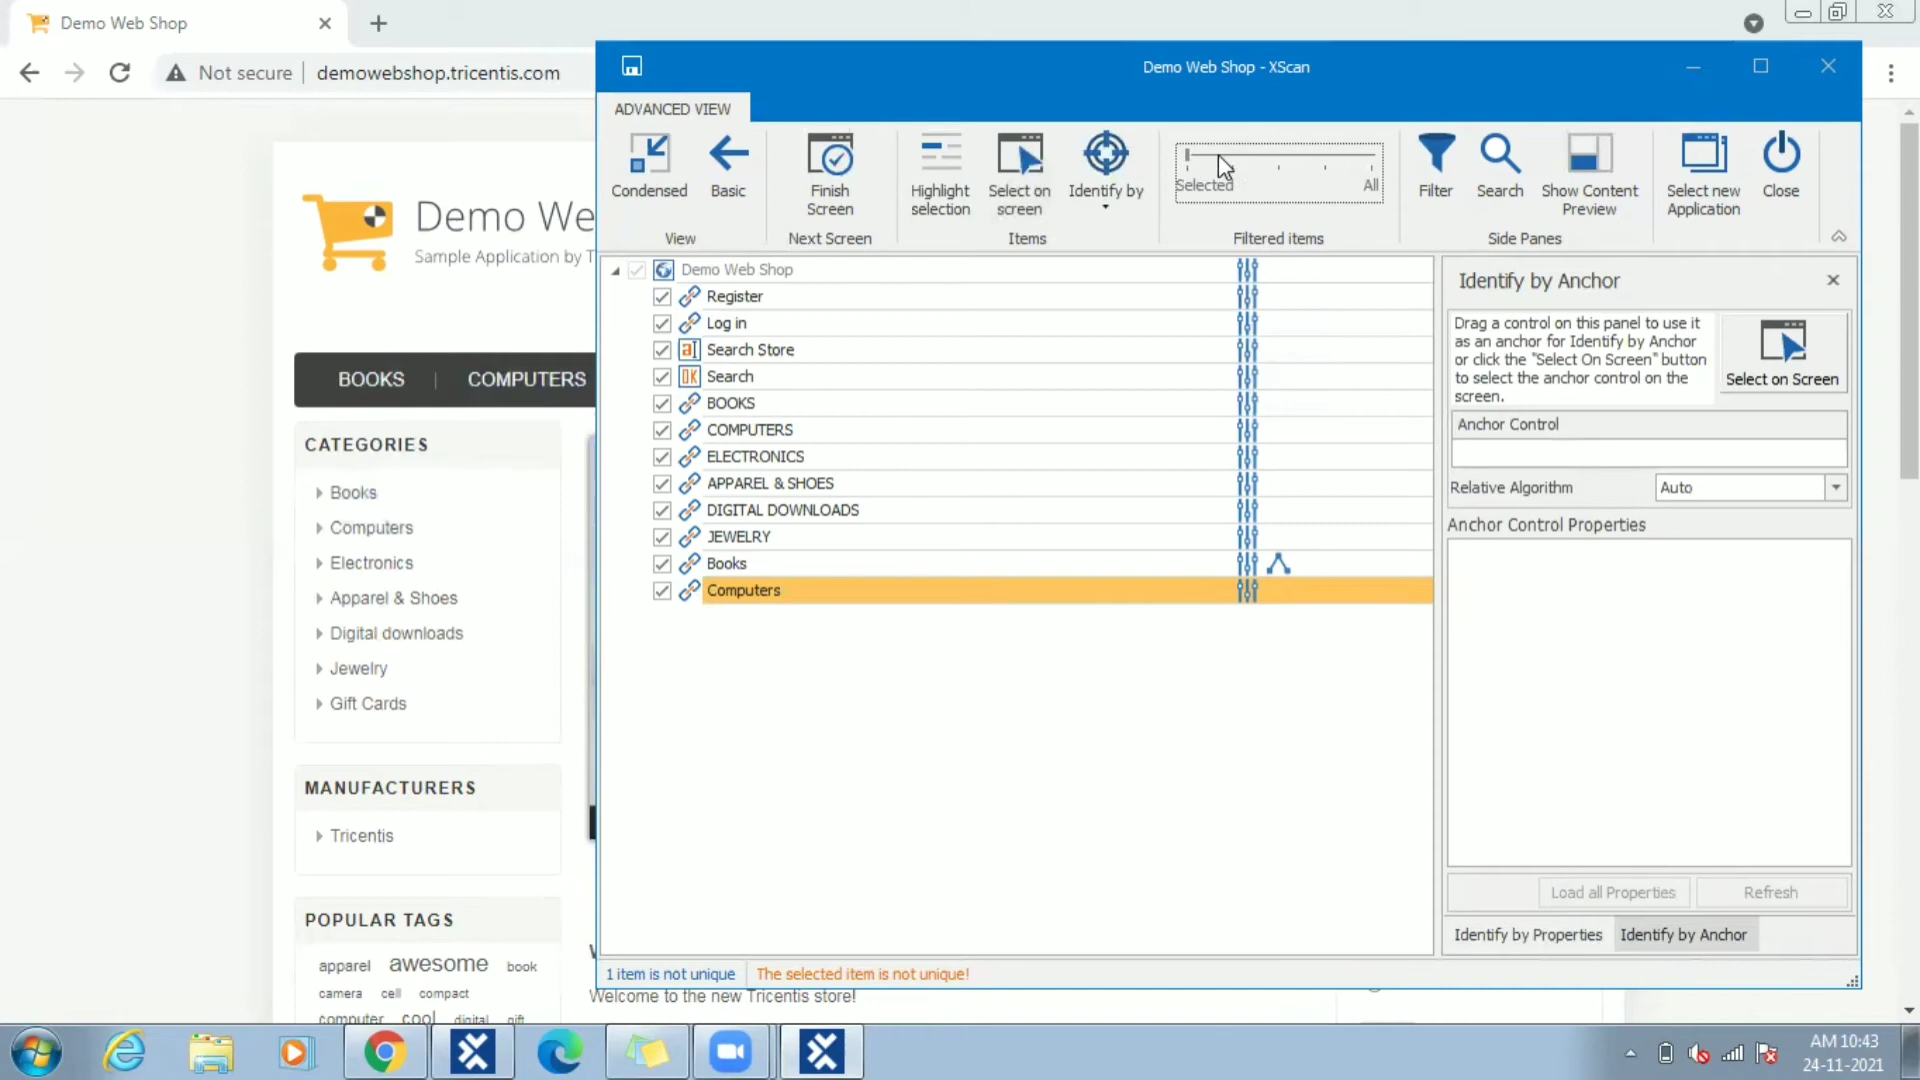 Demo Web Shop
Not secure
demowebshop.tricentis.com
Demo We
Sample Application by T
BOOKS
COMPUTERS
CATEGORIES
Books
Computers
Electronics
Apparel & Shoes
Digital downloads
Jewelry
Gift Cards
MANUFACTURERS
Tricentis
POPULAR TAGS
apparel awesome book
camera cell compact
computer cool digital gift
Demo Web Shop - XScan
ADVANCED VIEW
Condensed
Basic
View
Finish
Screen
Next Screen
Highlight
selection
Select on
screen
Identify by
Items
Selected
All
Filtered items
Filter
Search
Show Content
Preview
Side Panes
Select new
Application
Close
Demo Web Shop
Register
Log in
Search Store
Search
BOOKS
COMPUTERS
ELECTRONICS
APPAREL & SHOES
DIGITAL DOWNLOADS
JEWELRY
Books
Computers
Identify by Anchor
Drag a control on this panel to use it
as an anchor for Identify by Anchor
or click the "Select On Screen" button
to select the anchor control on the
screen.
Select on Screen
Anchor Control
Relative Algorithm
Auto
Anchor Control Properties
Load all Properties
Refresh
Identify by Properties
Identify by Anchor
1 item is not unique
The selected item is not unique!
Welcome to the new Tricentis store!
AM 10:43
24-11-2021